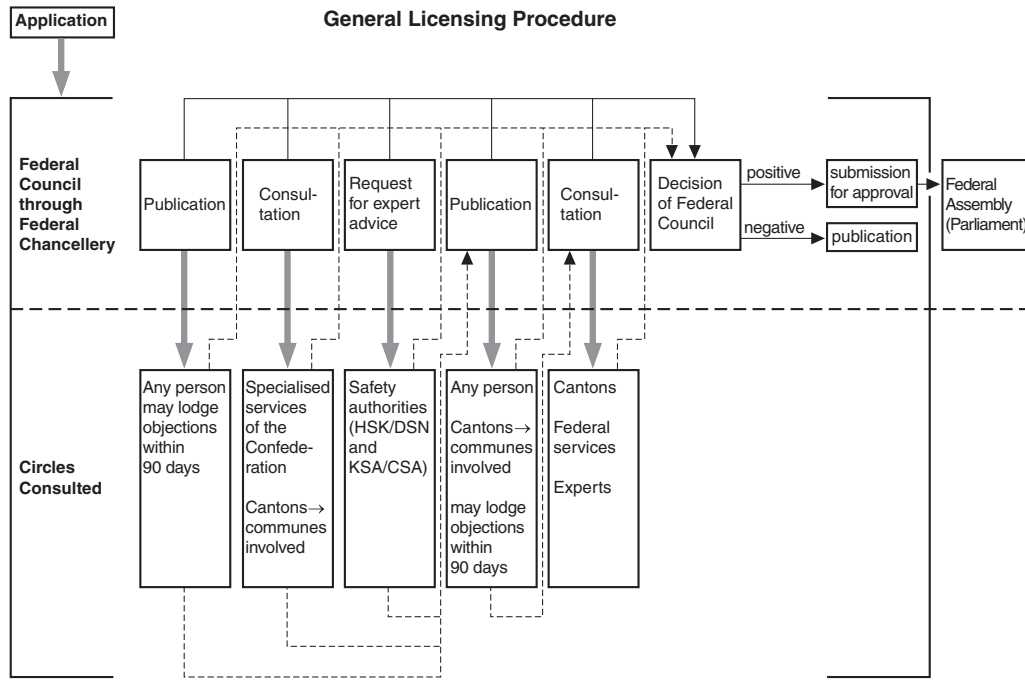 General Licensing Procedure
Application
Federal
Council
through
Federal
Chancellery
Publication
Consul-
tation
Request
for expert
advice
Publication
Consul-
tation
Decision
of Federal
Council
positive
negative
submission
for approval
publication
Federal
Assembly
(Parliament)
Circles
Consulted
Any person
may lodge
objections
within
90 days
Specialised
services
of the
Confede-
ration
Cantons→
communes
involved
Safety
authorities
(HSK/DSN
and
KSA/CSA)
Any person
Cantons→
communes
involved
may lodge
objections
within
90 days
Cantons
Federal
services
Experts